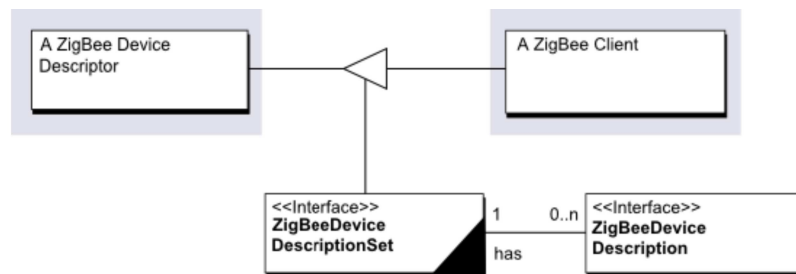 A ZigBee Device
Descriptor
A ZigBee Client
<<Interface>>
ZigBeeDevice
DescriptionSet
1
0..n
has
<<Interface>>
ZigBeeDevice
Description